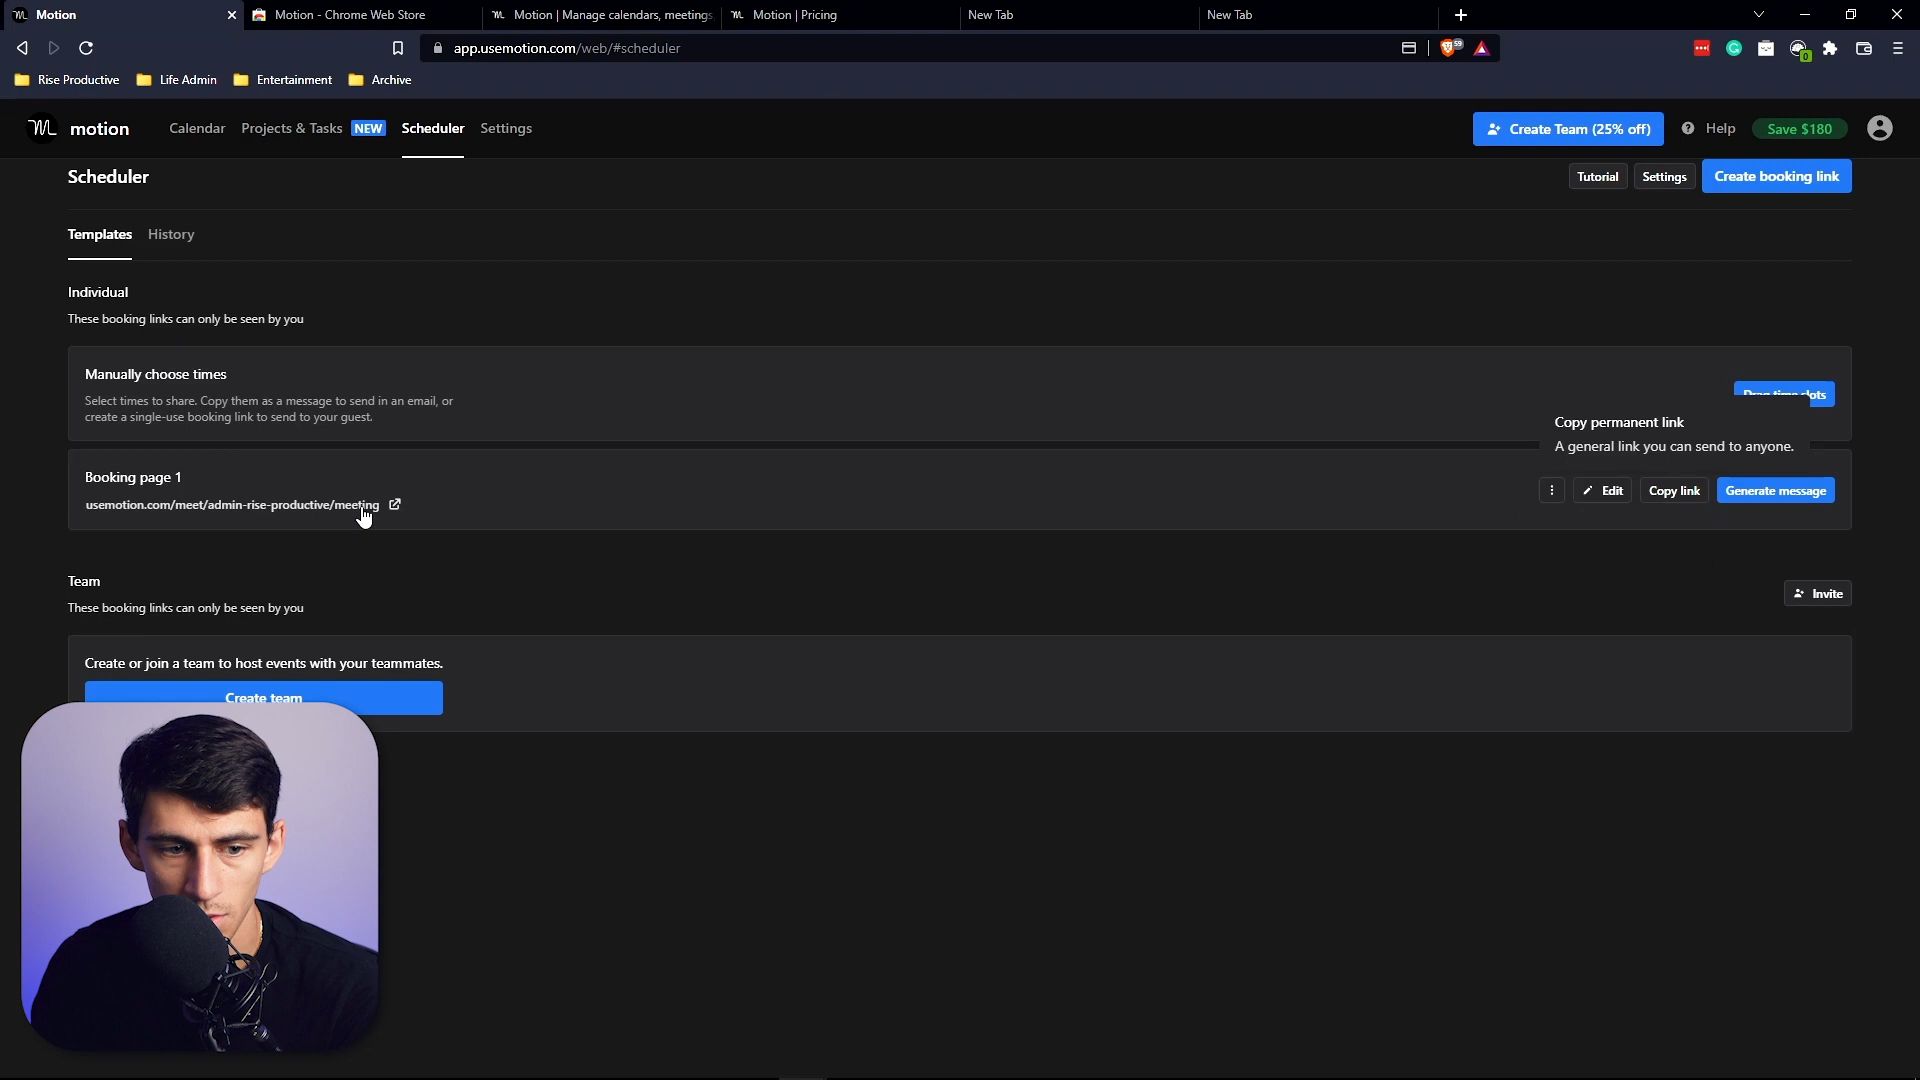 Motion
Motion - Chrome Web Store
Motion | Manage calendars, meetings,
Motion | Pricing
New Tab
New Tab
app.usemotion.com/web/#scheduler
59
0
Rise Productive
Life Admin
Entertainment
Archive
motion
Calendar
Projects & Tasks NEW
Scheduler
Settings
Create Team (25% off)
Help
Save $180
Scheduler
Tutorial
Settings
Create booking link
Templates
History
Individual
These booking links can only be seen by you
Manually choose times
Select times to share. Copy them as a message to send in an email, or
create a single-use booking link to send to your guest.
Drag time slots
Copy permanent link
A general link you can send to anyone.
Booking page 1
usemotion.com/meet/admin-rise-productive/meeting
Edit
Copy link
Generate message
Team
These booking links can only be seen by you
Invite
Create or join a team to host events with your teammates.
Create team